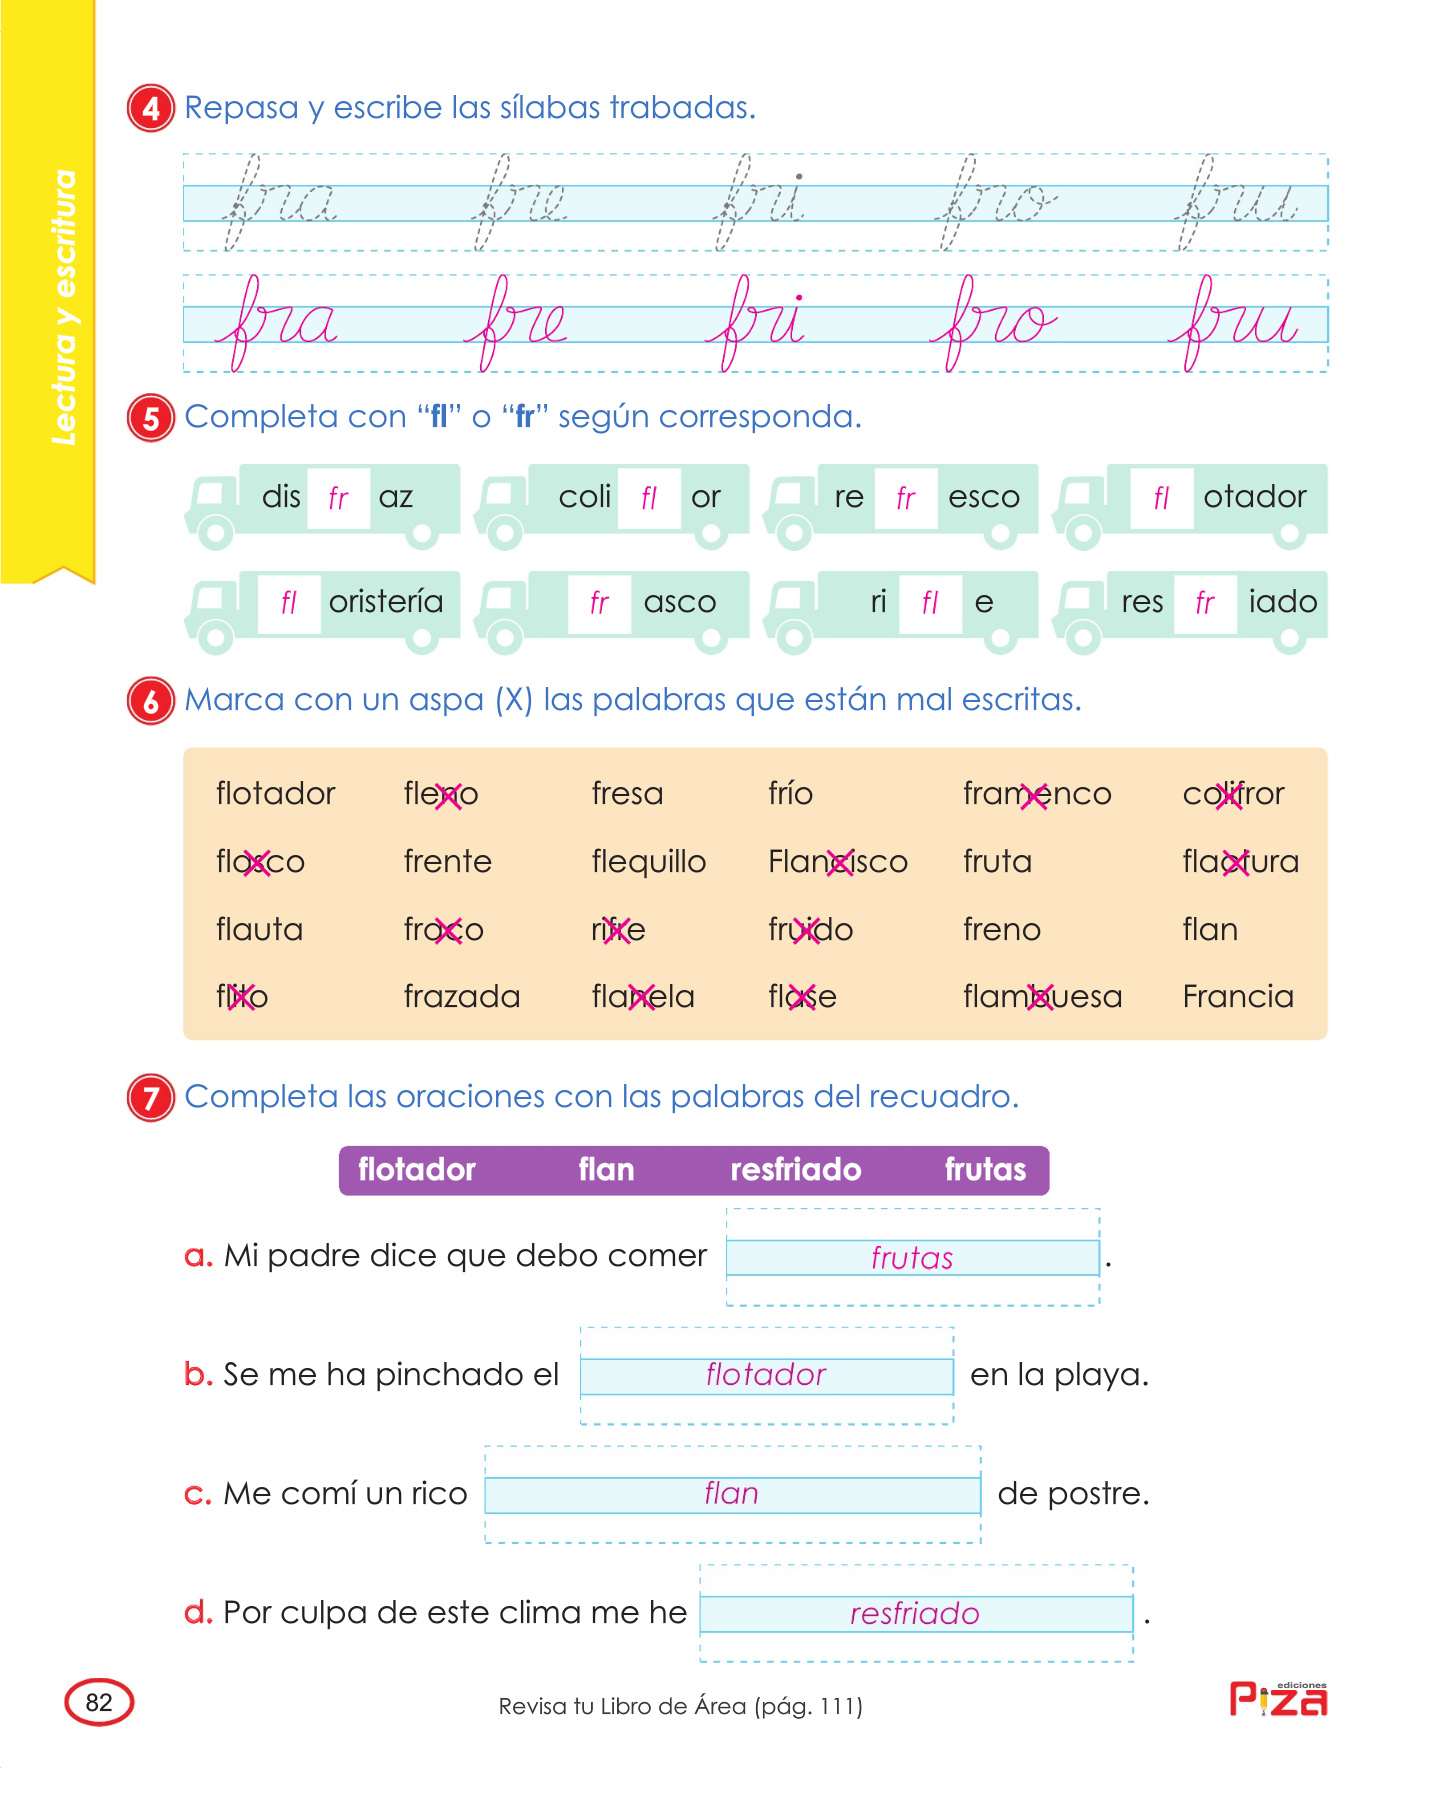 Lectura y escritura
4 Repasa y escribe las sílabas trabadas.
fra fre fri fro fru
fra fre fri fro fru
5 Completa con “fl” o “fr” según corresponda.
dis fr az coli fl or re fr esco fl otador
fl oristería fr asco ri fl e res fr iado
6 Marca con un aspa (X) las palabras que están mal escritas.
flotador fleno fresa frío framenco colifror
flasco frente flequillo Flancisco fruta flactura
flauta fraco rifre fruido freno flan
flito frazada flanela flase flambuesa Francia
7 Completa las oraciones con las palabras del recuadro.
flotador flan resfriado frutas
a. Mi padre dice que debo comer frutas .
b. Se me ha pinchado el flotador en la playa.
c. Me comí un rico flan de postre.
d. Por culpa de este clima me he resfriado .
82 Revisa tu Libro de Área (pág. 111) ediciones Piza